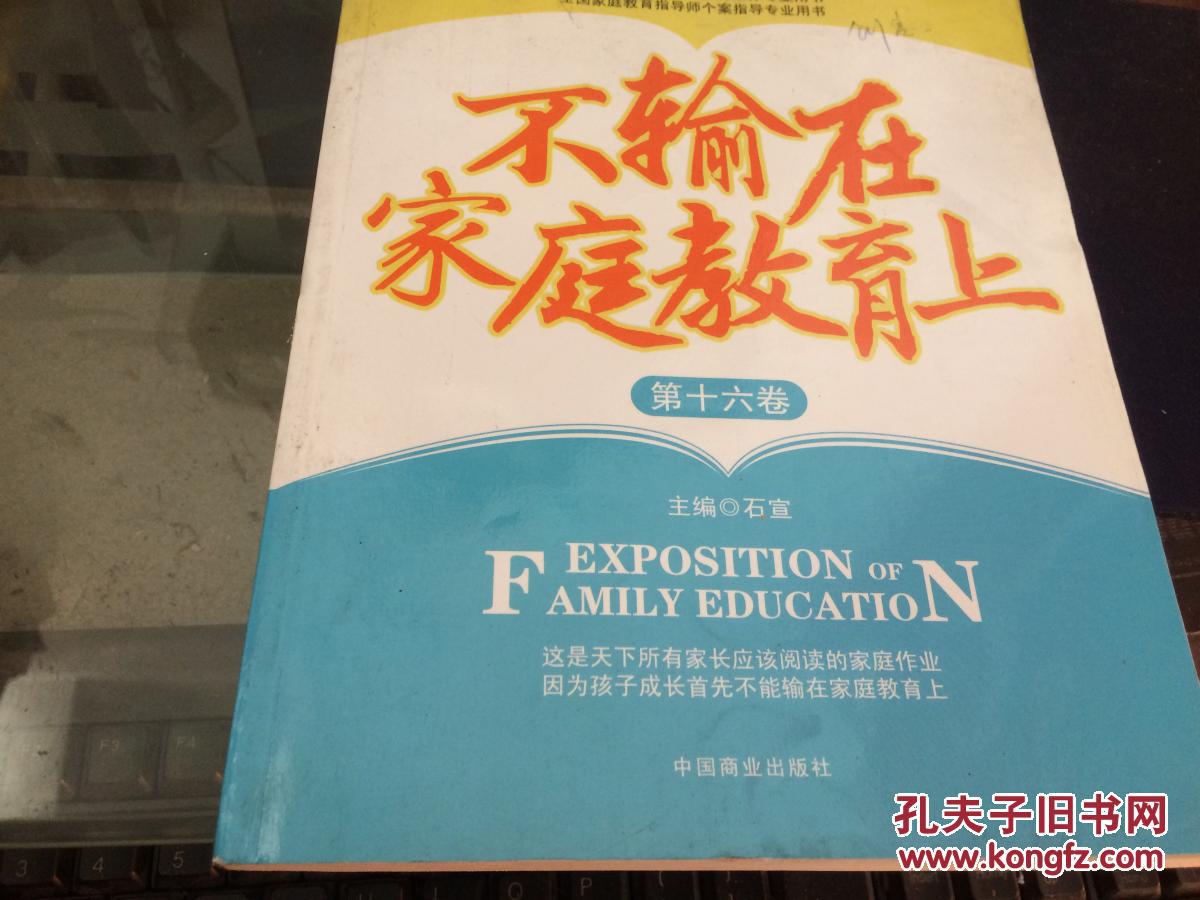 全国家庭教育指导师个案指导专业用书
不输在
家庭教育上
第十六卷
主编◎石宣
EXPOSITION OF
FAMILY EDUCATION
这是天下所有家长应该阅读的家庭作业
因为孩子成长首先不能输在家庭教育上
中国商业出版社
孔夫子旧书网
www.kongfz.com
F3
F4
3
4
5
Q
P